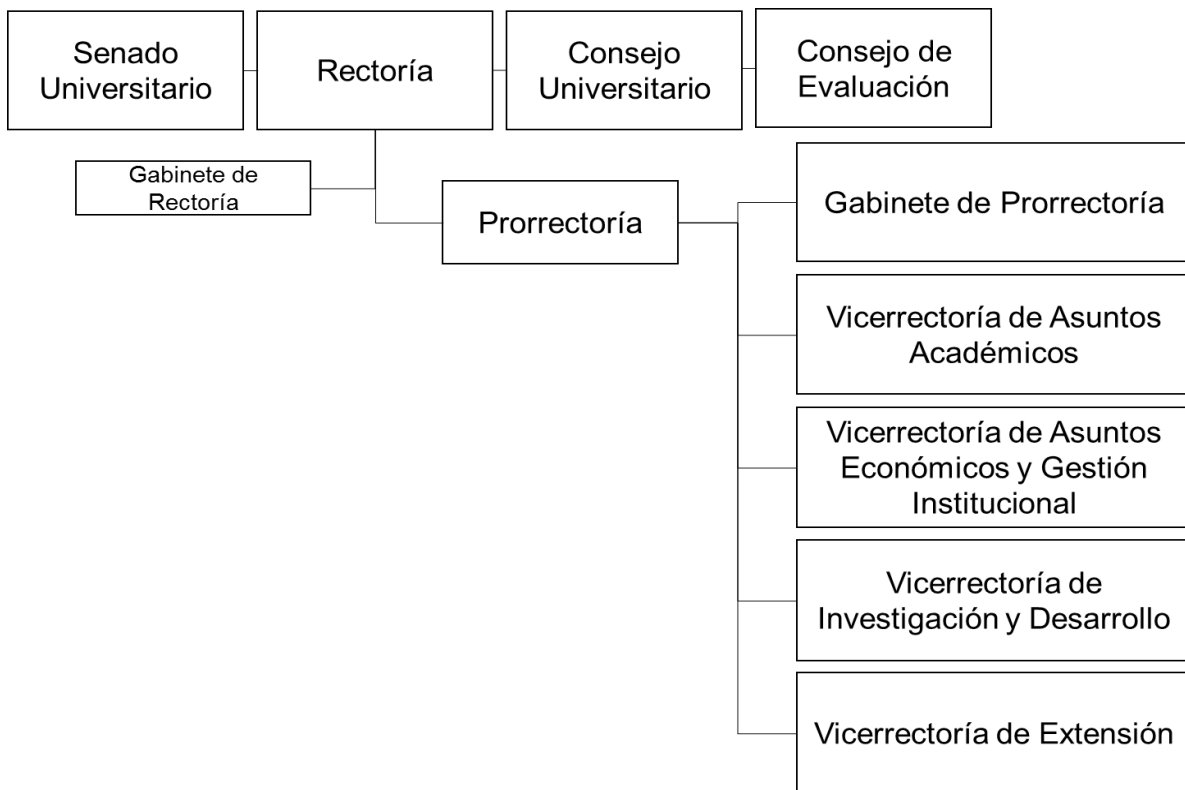 Senado
Universitario
Rectoría
Consejo
Universitario
Consejo de
Evaluación
Gabinete de
Rectoría
Prorrectoría
Gabinete de Prorrectoría
Vicerrectoría de Asuntos
Académicos
Vicerrectoría de Asuntos
Económicos y Gestión
Institucional
Vicerrectoría de
Investigación y Desarrollo
Vicerrectoría de Extensión